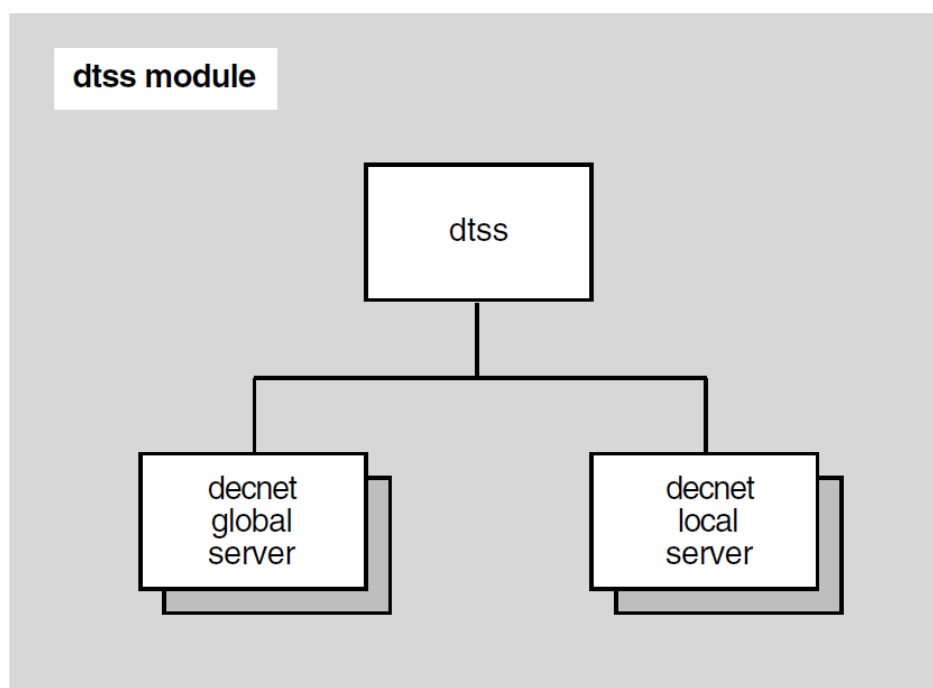 dtss module
dtss
decnet
global
server
decnet
local
server